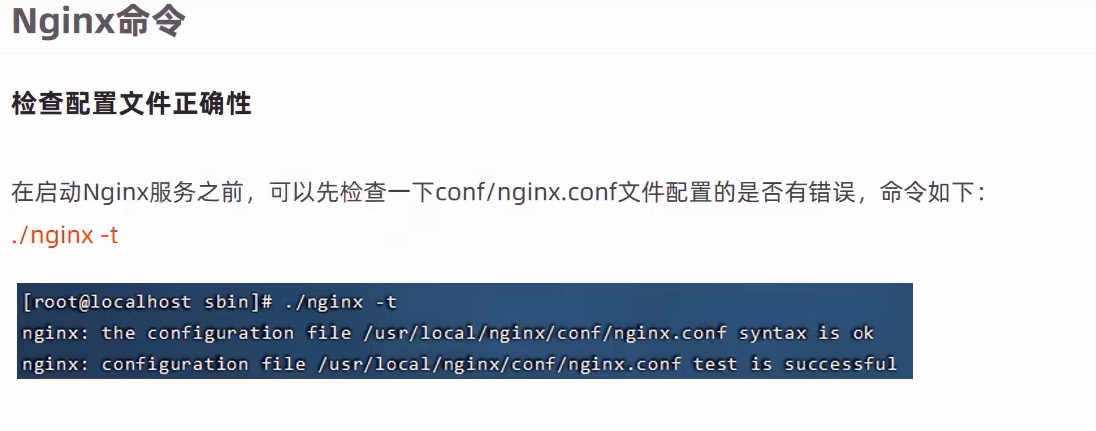 Nginx命令
检查配置文件正确性
在启动Nginx服务之前，可以先检查一下conf/nginx.conf文件配置的是否有错误，命令如下：
./nginx -t
[root@localhost sbin]# ./nginx -t
nginx: the configuration file /usr/local/nginx/conf/nginx.conf syntax is ok
nginx: configuration file /usr/local/nginx/conf/nginx.conf test is successful